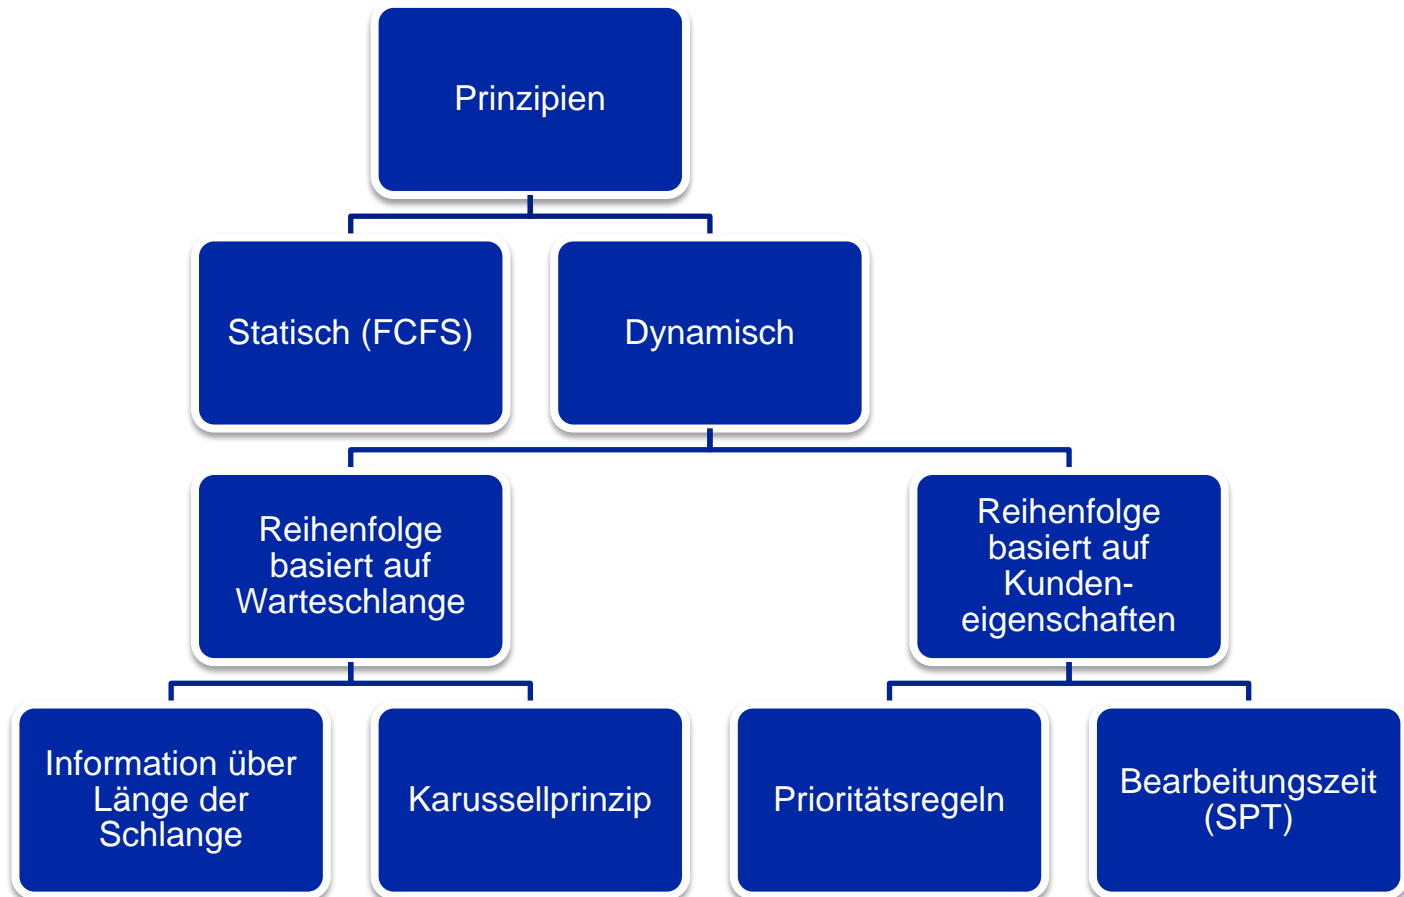 Prinzipien
Statisch (FCFS)
Dynamisch
Reihenfolge
basiert auf
Warteschlange
Reihenfolge
basiert auf
Kunden-
eigenschaften
Information über
Länge der
Schlange
Karussellprinzip
Prioritätsregeln
Bearbeitungszeit
(SPT)